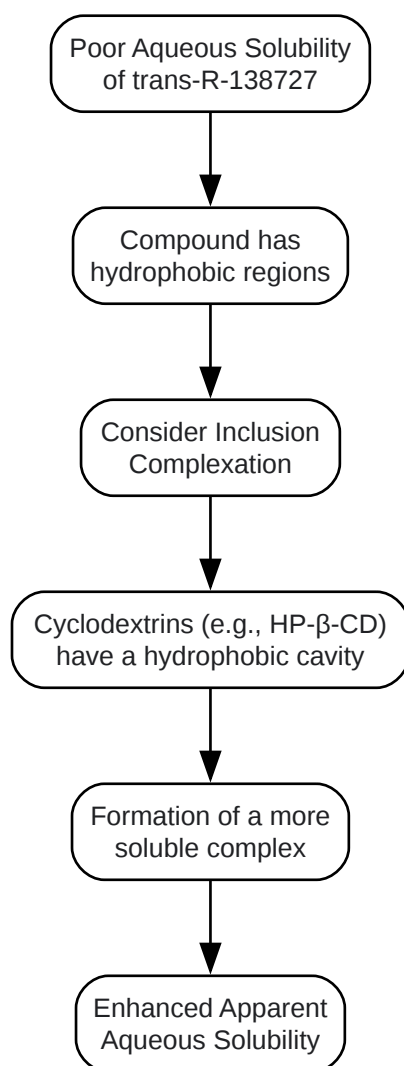 Poor Aqueous Solubility
of trans-R-138727
Compound has
hydrophobic regions
Consider Inclusion
Complexation
Cyclodextrins (e.g., HP-β-CD)
have a hydrophobic cavity
Formation of a more
soluble complex
Enhanced Apparent
Aqueous Solubility